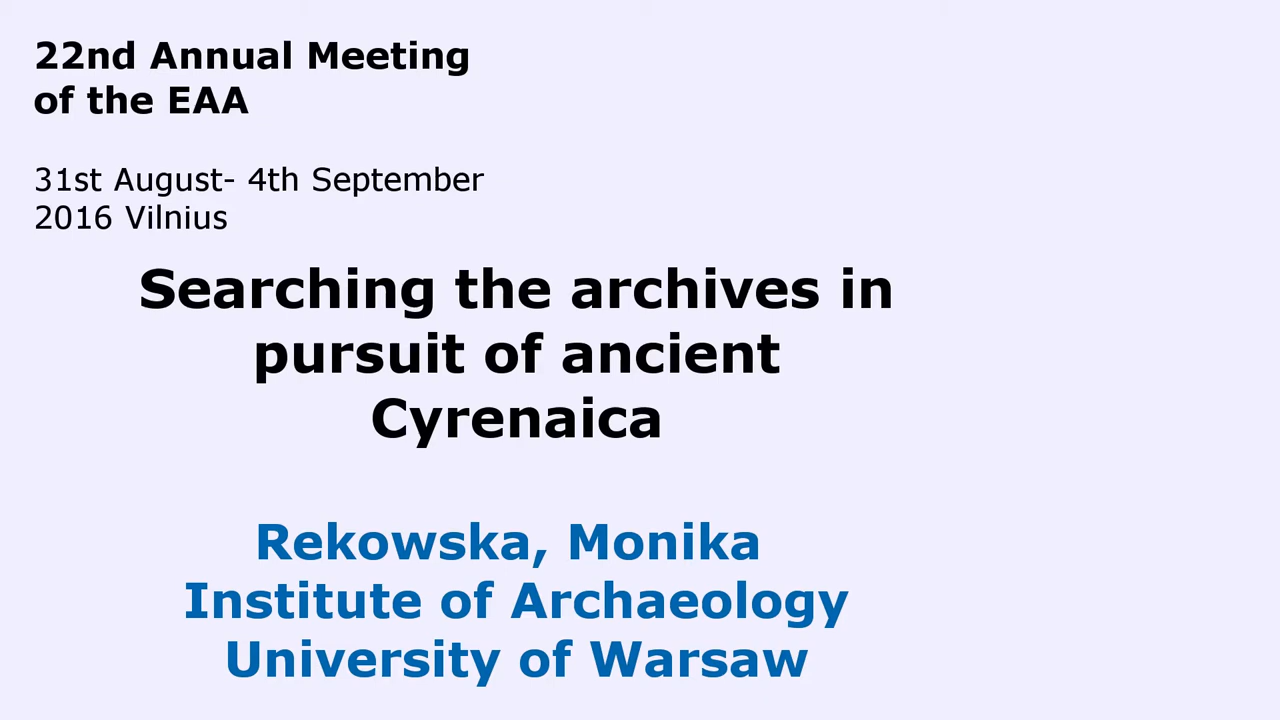 22nd Annual Meeting
of the EAA
31st August- 4th September
2016 Vilnius
Searching the archives in
pursuit of ancient
Cyrenaica
Rekowska, Monika
Institute of Archaeology
University of Warsaw